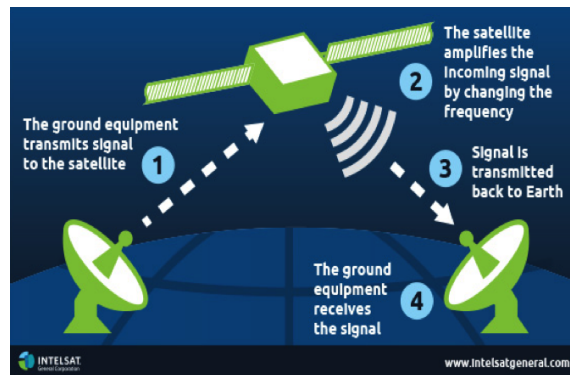 The ground equipment
transmits signal
to the satellite
1
The satellite
amplifies the
incoming signal
by changing the
frequency
2
3
Signal is
transmitted
back to Earth
The ground
equipment
receives
the signal
4
INTELSAT
General Corporation
www.intelsatgeneral.com